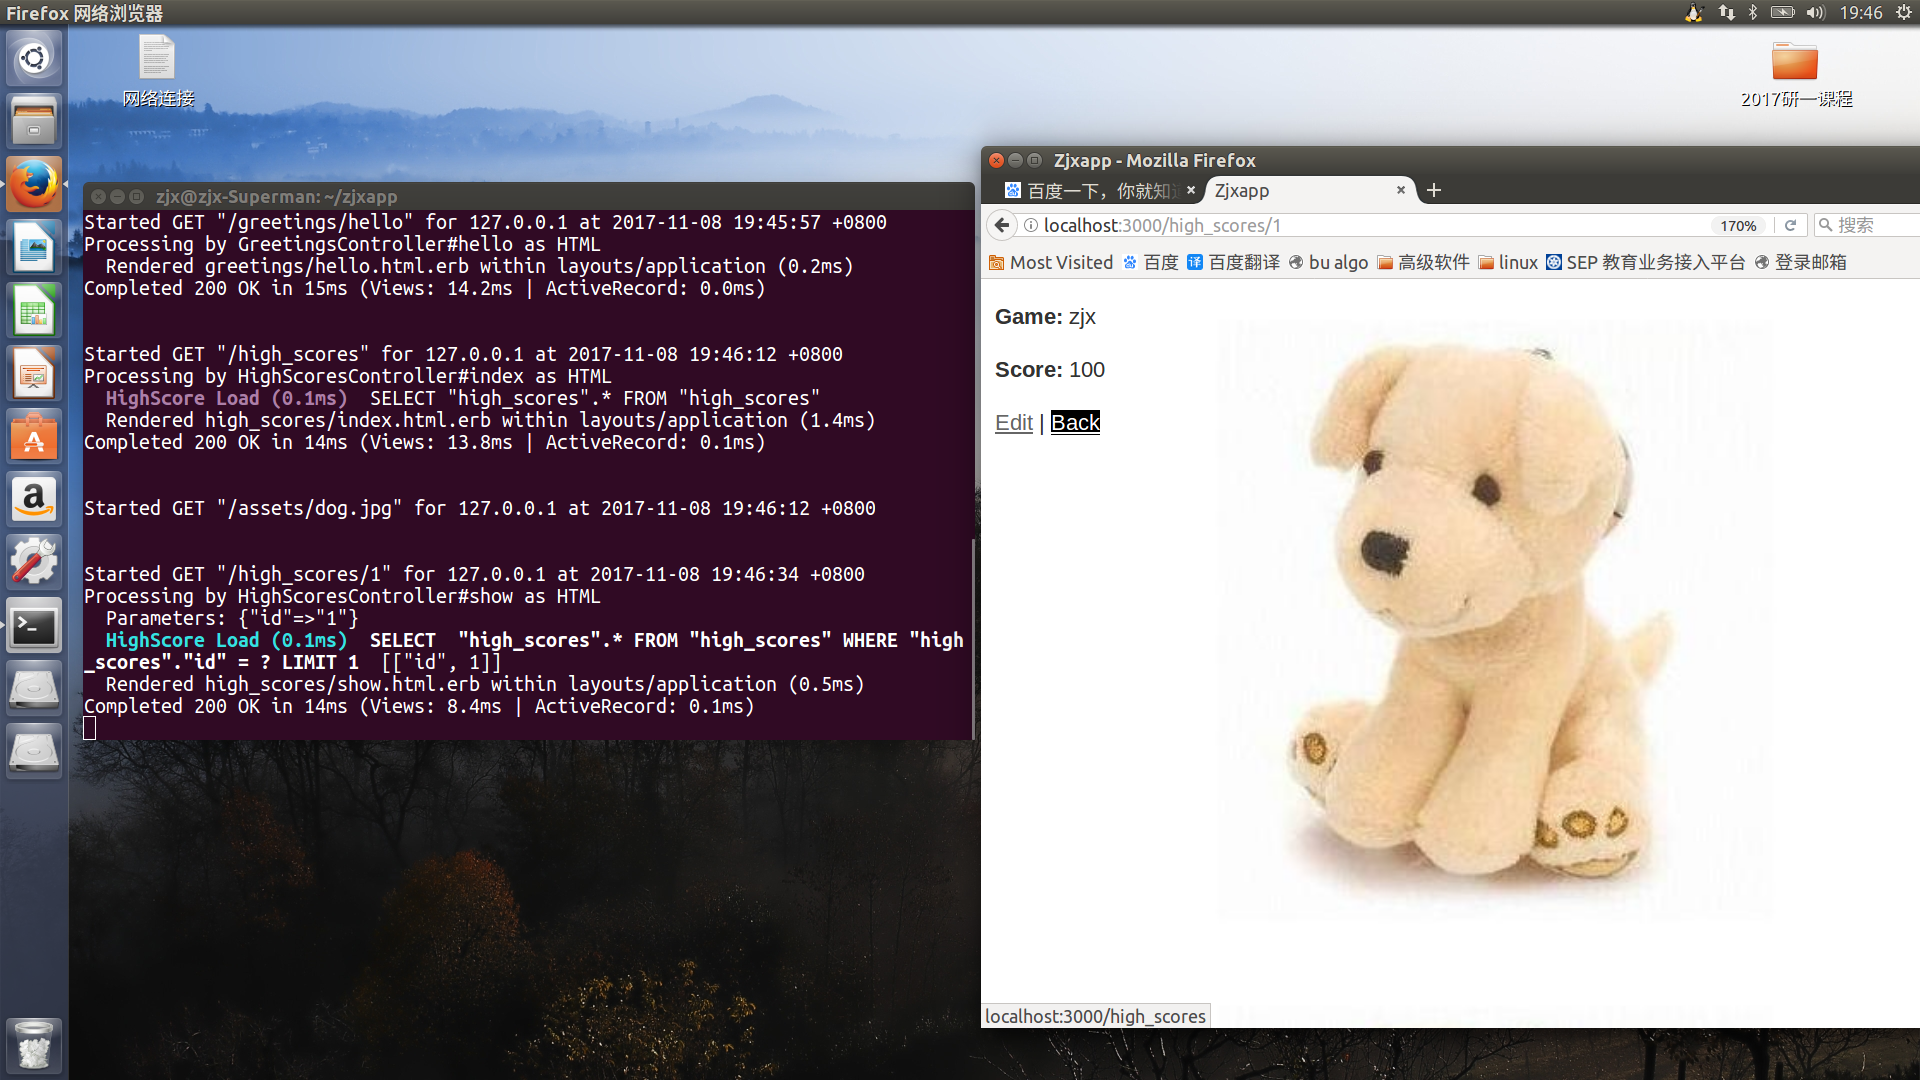 Firefox 网络浏览器
19:46
网络连接
2017研一课程
zjx@zjx-Superman: ~/zjxapp
Started GET "/greetings/hello" for 127.0.0.1 at 2017-11-08 19:45:57 +0800
Processing by GreetingsController#hello as HTML
  Rendered greetings/hello.html.erb within layouts/application (0.2ms)
Completed 200 OK in 15ms (Views: 14.2ms | ActiveRecord: 0.0ms)
Started GET "/high_scores" for 127.0.0.1 at 2017-11-08 19:46:12 +0800
Processing by HighScoresController#index as HTML
  HighScore Load (0.1ms)  SELECT "high_scores".* FROM "high_scores"
  Rendered high_scores/index.html.erb within layouts/application (1.4ms)
Completed 200 OK in 14ms (Views: 13.8ms | ActiveRecord: 0.1ms)
Started GET "/assets/dog.jpg" for 127.0.0.1 at 2017-11-08 19:46:12 +0800
Started GET "/high_scores/1" for 127.0.0.1 at 2017-11-08 19:46:34 +0800
Processing by HighScoresController#show as HTML
  Parameters: {"id"=>"1"}
  HighScore Load (0.1ms)  SELECT  "high_scores".* FROM "high_scores" WHERE "high
_scores"."id" = ? LIMIT 1  [["id", 1]]
  Rendered high_scores/show.html.erb within layouts/application (0.5ms)
Completed 200 OK in 14ms (Views: 8.4ms | ActiveRecord: 0.1ms)
Zjxapp - Mozilla Firefox
百度一下，你就知 Zjxapp
localhost:3000/high_scores/1 170% 搜索
Most Visited 百度 百度翻译 bu algo 高级软件 linux SEP 教育业务接入平台 登录邮箱
Game: zjx
Score: 100
Edit | Back
localhost:3000/high_scores